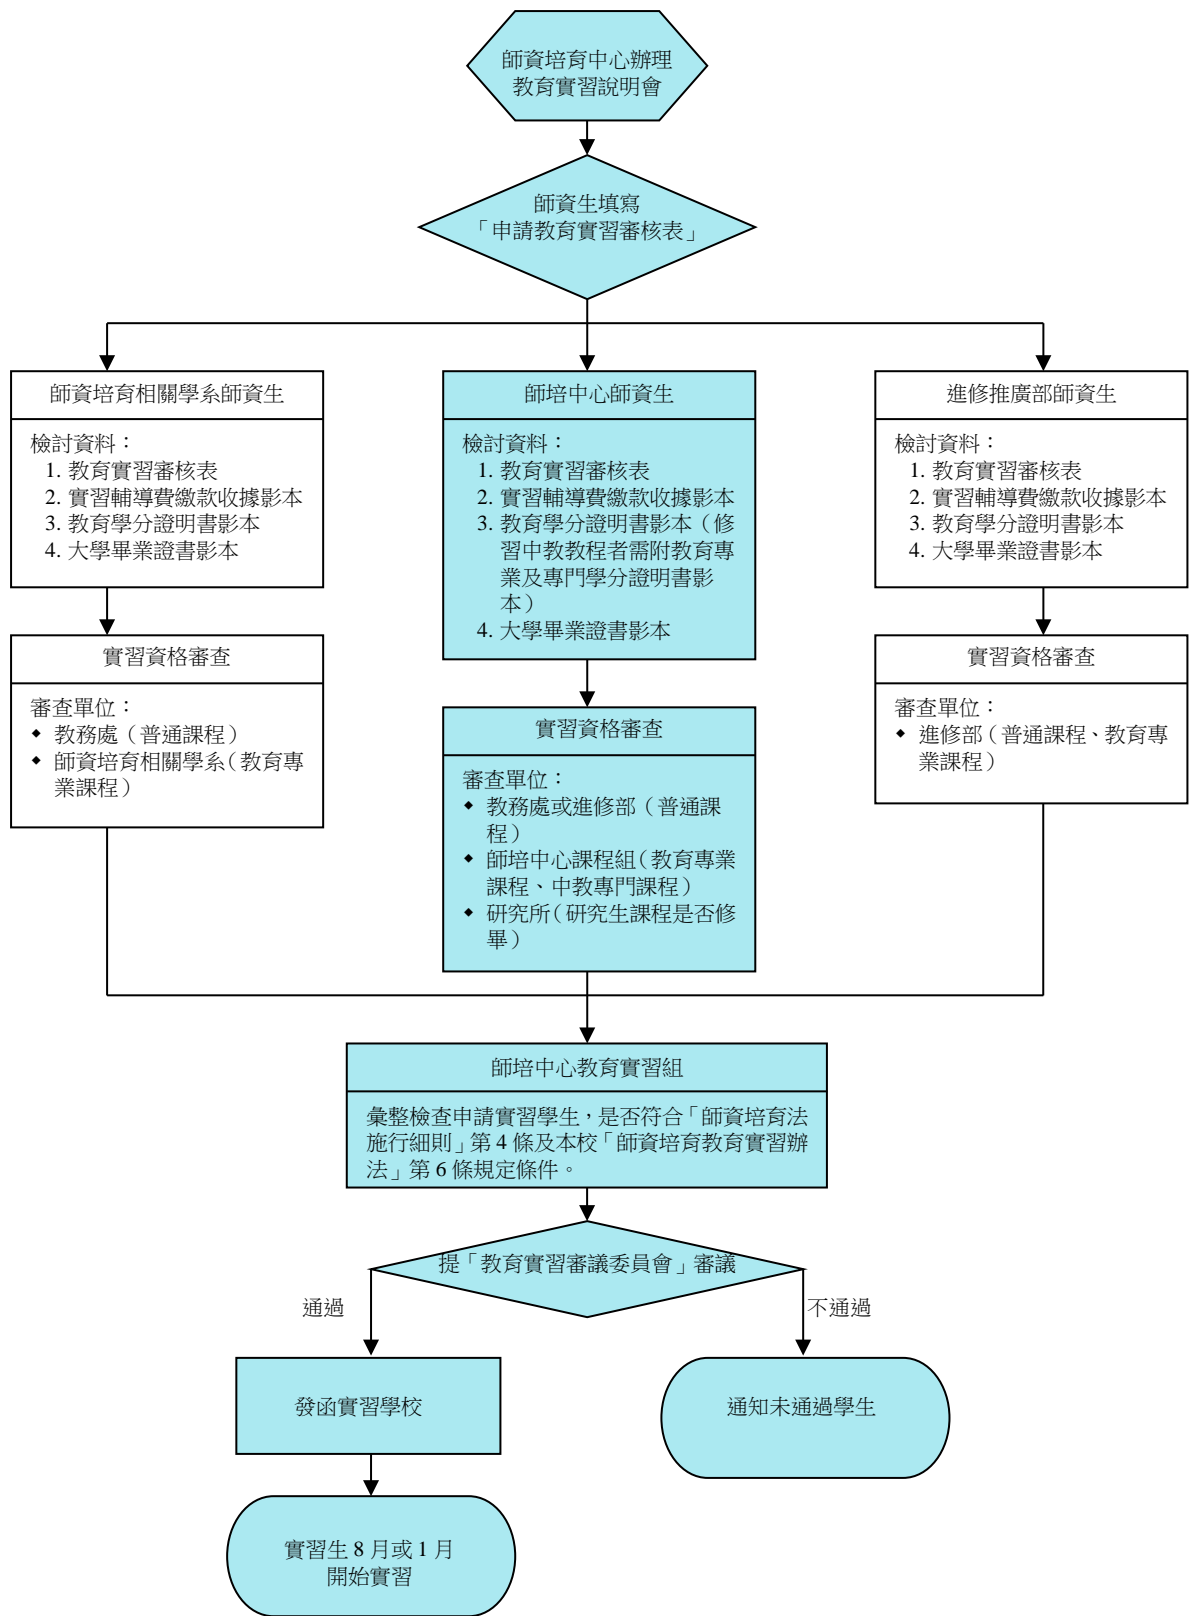 師資培育中心辦理
教育實習說明會
師資生填寫
「申請教育實習審核表」
師資培育相關學系師資生
檢討資料：
1. 教育實習審核表
2. 實習輔導費繳款收據影本
3. 教育學分證明書影本
4. 大學畢業證書影本
實習資格審查
審查單位：
◆ 教務處（普通課程）
◆ 師資培育相關學系（教育專
業課程）
師培中心師資生
檢討資料：
1. 教育實習審核表
2. 實習輔導費繳款收據影本
3. 教育學分證明書影本（修
習中教教程者需附教育專
業及專門學分證明書影
本）
4. 大學畢業證書影本
實習資格審查
審查單位：
◆ 教務處或進修部（普通課
程）
◆ 師培中心課程組（教育專業
課程、中教專門課程）
◆ 研究所（研究生課程是否修
畢）
進修推廣部師資生
檢討資料：
1. 教育實習審核表
2. 實習輔導費繳款收據影本
3. 教育學分證明書影本
4. 大學畢業證書影本
實習資格審查
審查單位：
◆ 進修部（普通課程、教育專
業課程）
師培中心教育實習組
彙整檢查申請實習學生，是否符合「師資培育法
施行細則」第 4 條及本校「師資培育教育實習辦
法」第 6 條規定條件。
提「教育實習審議委員會」審議
通過
不通過
發函實習學校
通知未通過學生
實習生 8 月或 1 月
開始實習